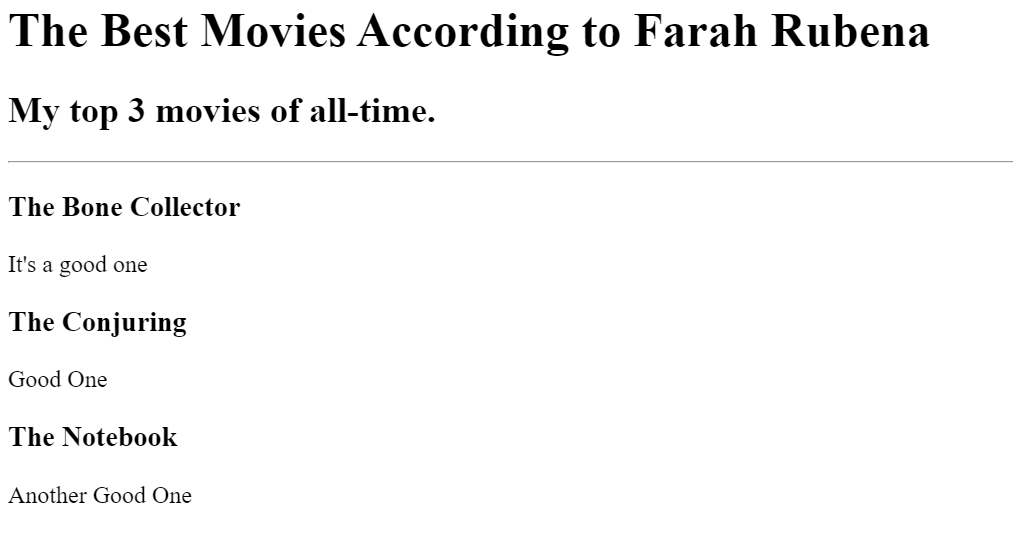 The Best Movies According to Farah Rubena
My top 3 movies of all-time.
The Bone Collector
It's a good one
The Conjuring
Good One
The Notebook
Another Good One